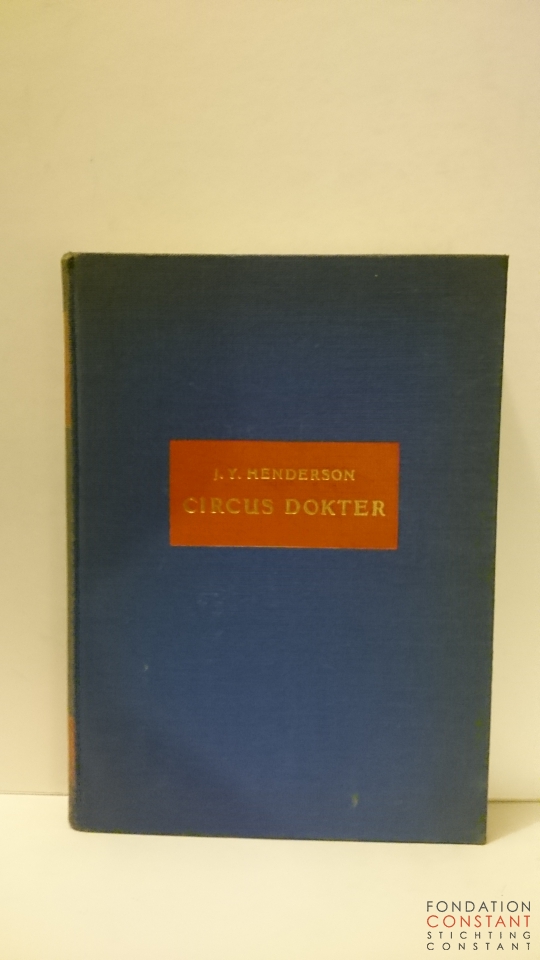 J. Y. HENDERSON
CIRCUS DOKTER
FONDATION
CONSTANT
STICHTING
CONSTANT